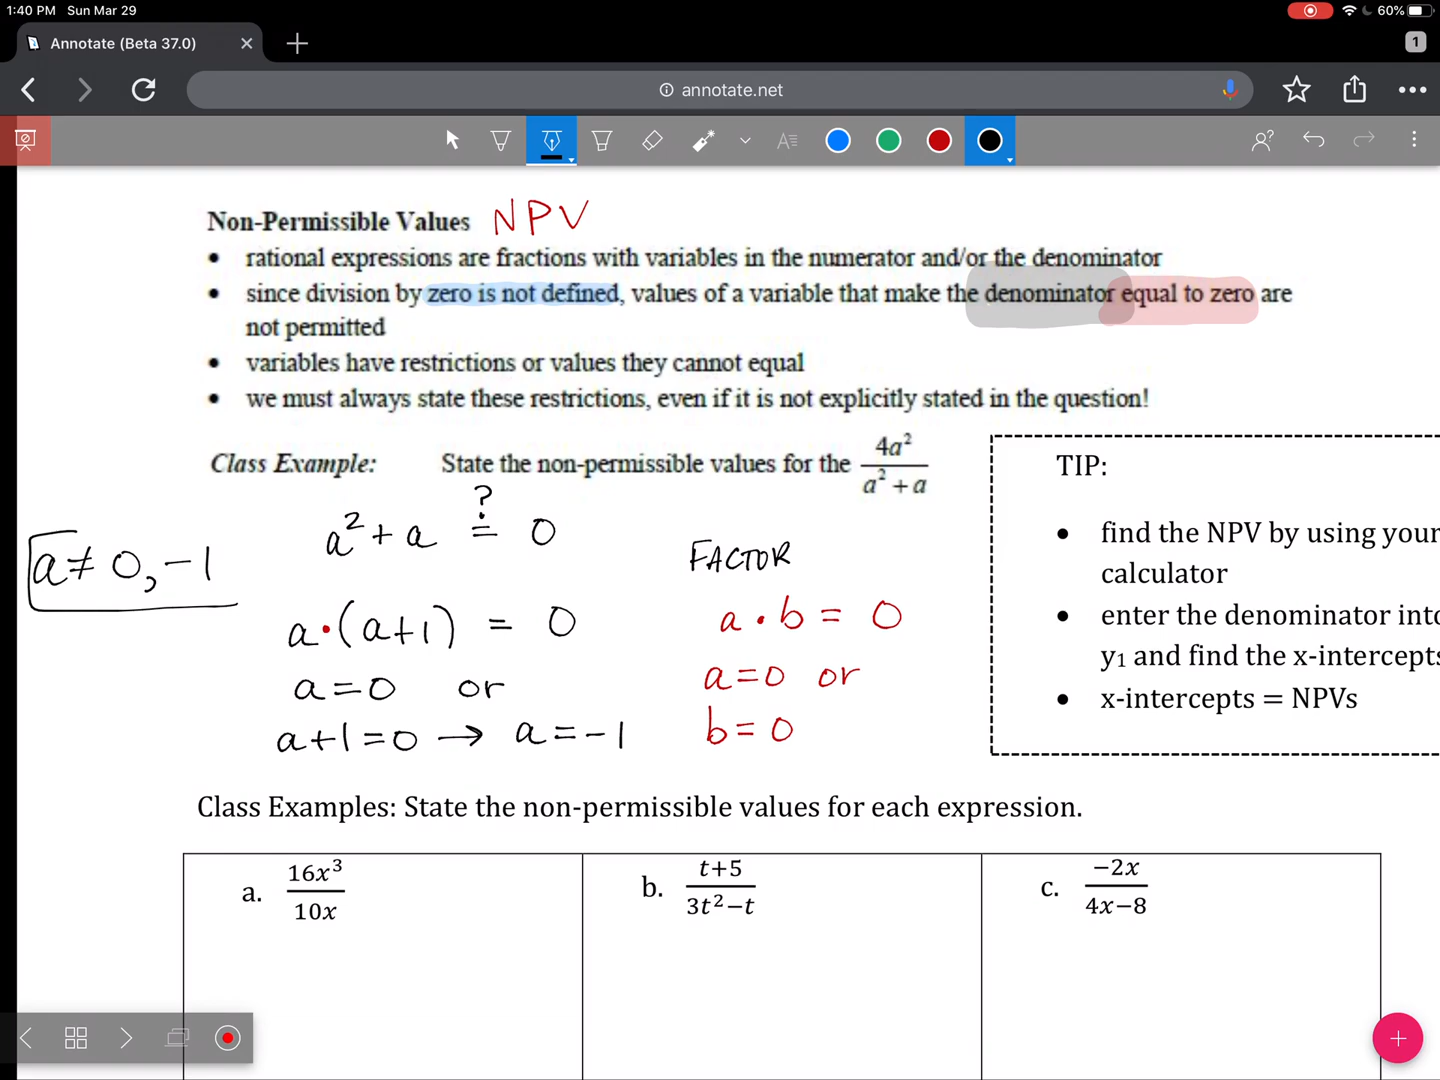 1:40 PM Sun Mar 29
60%
Annotate (Beta 37.0)
1
annotate.net
Non-Permissible Values NPV
• rational expressions are fractions with variables in the numerator and/or the denominator
• since division by zero is not defined, values of a variable that make the denominator equal to zero are
not permitted
• variables have restrictions or values they cannot equal
• we must always state these restrictions, even if it is not explicitly stated in the question!
Class Example: State the non-permissible values for the 4a²/(a² + a)
a² + a ≟ 0
a ≠ 0, -1
a • (a+1) = 0
a = 0 or
a+1 = 0 → a = -1
FACTOR
a • b = 0
a = 0 or
b = 0
TIP:
• find the NPV by using your
calculator
• enter the denominator into
y₁ and find the x-intercepts
• x-intercepts = NPVs
Class Examples: State the non-permissible values for each expression.
a. 16x³/10x
b. (t+5)/(3t²−t)
c. −2x/(4x−8)